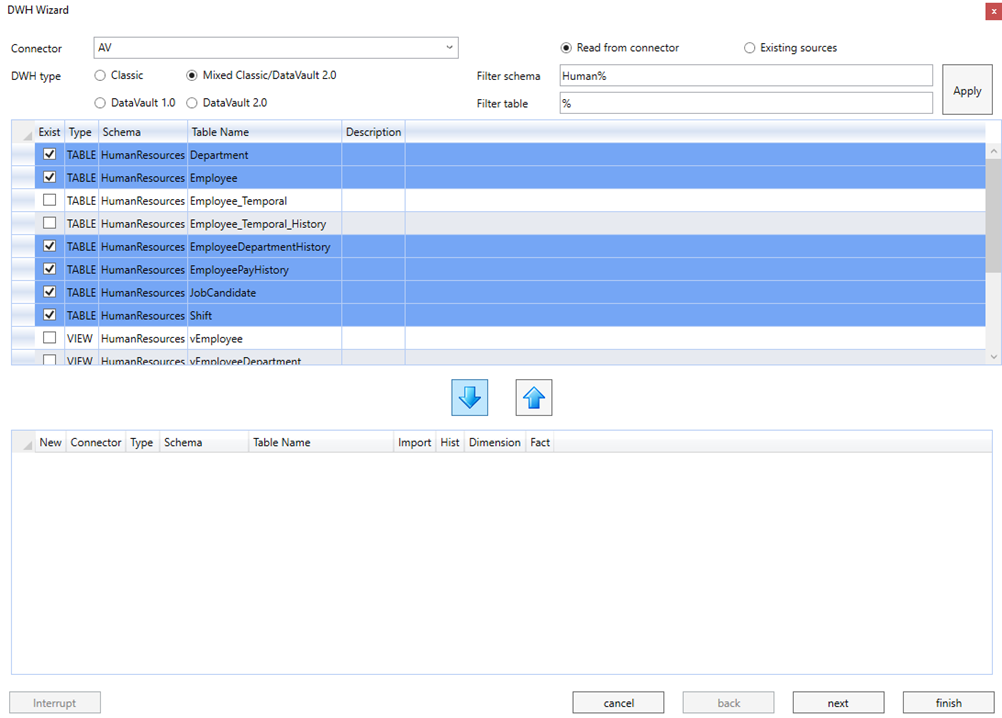 DWH Wizard
x
Connector AV Read from connector Existing sources
DWH type Classic Mixed Classic/DataVault 2.0 Filter schema Human%
DataVault 1.0 DataVault 2.0 Filter table %
Apply
Exist Type Schema Table Name Description
TABLE HumanResources Department
TABLE HumanResources Employee
TABLE HumanResources Employee_Temporal
TABLE HumanResources Employee_Temporal_History
TABLE HumanResources EmployeeDepartmentHistory
TABLE HumanResources EmployeePayHistory
TABLE HumanResources JobCandidate
TABLE HumanResources Shift
VIEW HumanResources vEmployee
VIEW HumanResources vEmployeeDepartment
New Connector Type Schema Table Name Import Hist Dimension Fact
Interrupt cancel back next finish